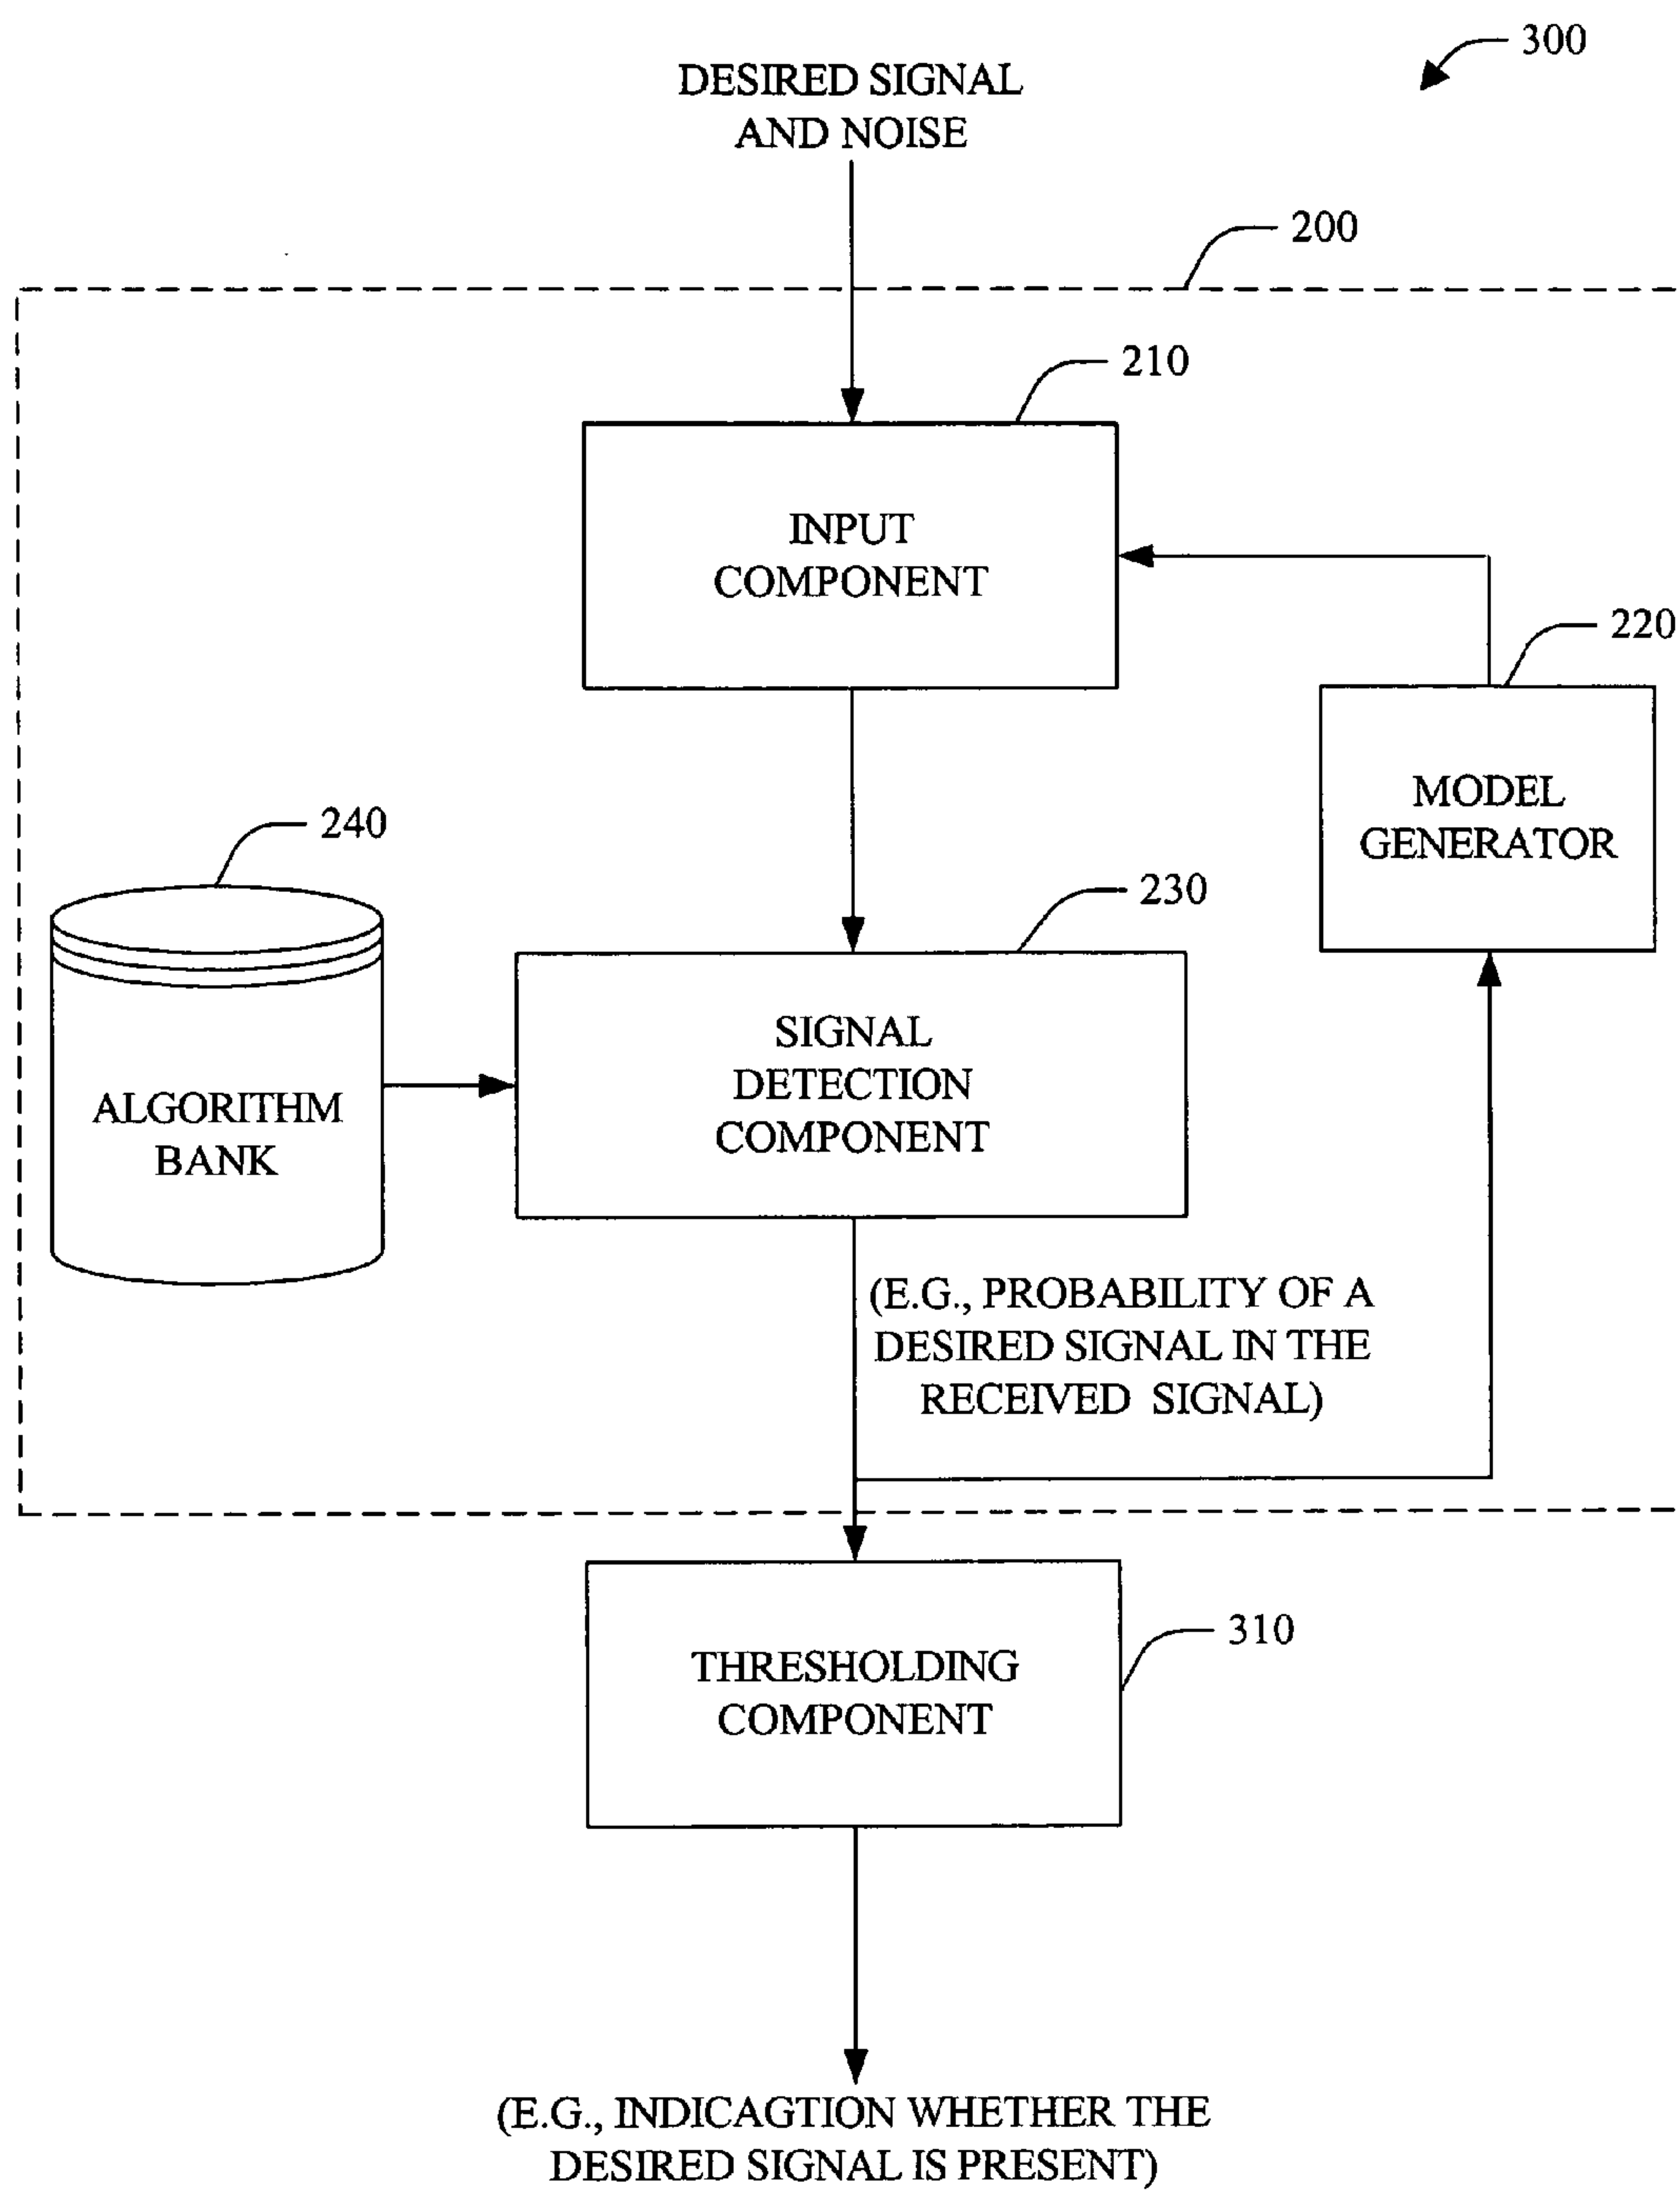 300
DESIRED SIGNAL
AND NOISE
200
210
INPUT
COMPONENT
220
MODEL
GENERATOR
240
230
SIGNAL
DETECTION
COMPONENT
ALGORITHM
BANK
(E.G., PROBABILITY OF A
DESIRED SIGNAL IN THE
RECEIVED SIGNAL)
310
THRESHOLDING
COMPONENT
(E.G., INDICAGTION WHETHER THE
DESIRED SIGNAL IS PRESENT)